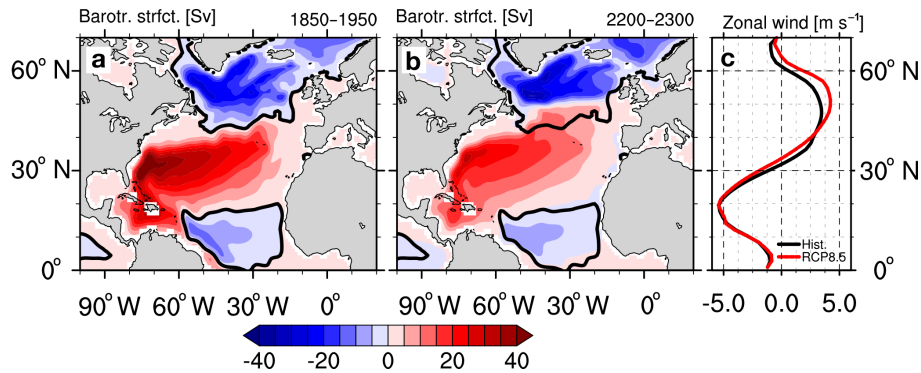 Barotr. strfct. [Sv] 1850–1950 Barotr. strfct. [Sv] 2200–2300 Zonal wind [m s⁻¹]
a b c
60° N 60° N
30° N 30° N
Hist.
RCP8.5
0° 0°
90° W 60° W 30° W 0° 90° W 60° W 30° W 0° -5.0 0.0 5.0
-40 -20 0 20 40